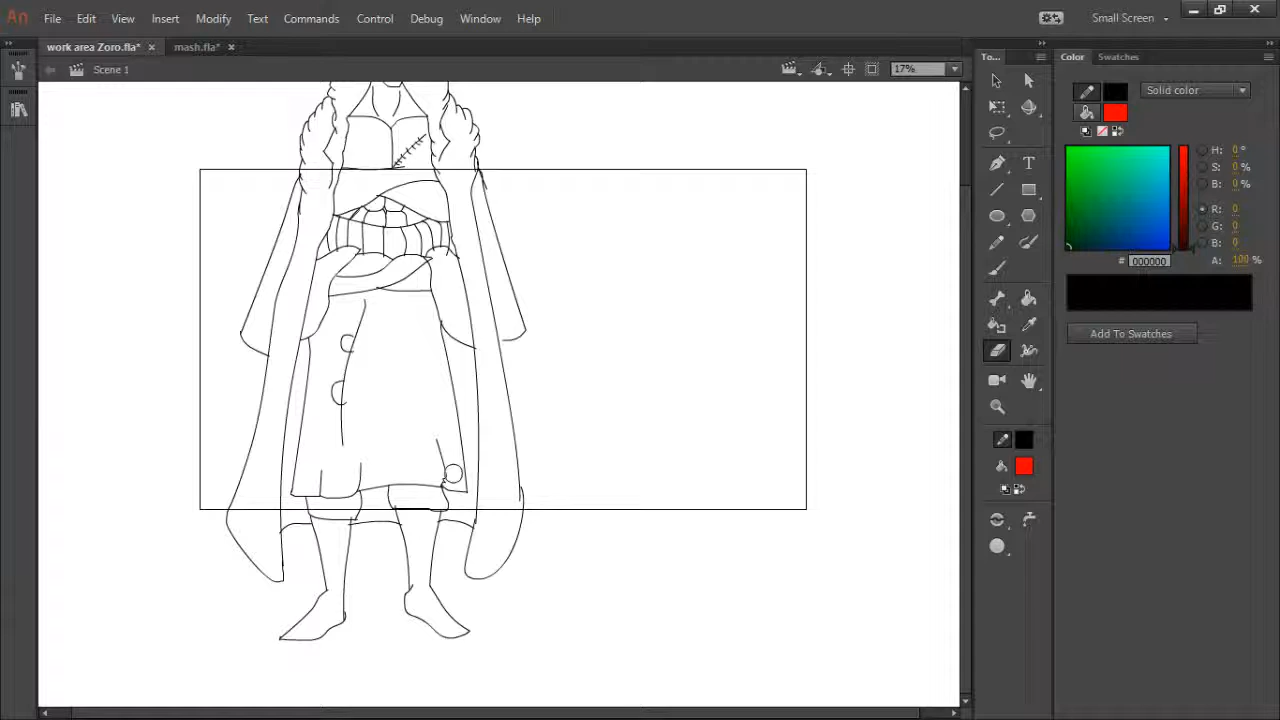 An File Edit View Insert Modify Text Commands Control Debug Window Help Small Screen
work area Zoro.fla* × mash.fla* × To... Color Swatches
Scene 1 17%
Solid color
H: 0 °
S: 0 %
B: 0 %
R: 0
G: 0
B: 0
# 000000 A: 100 %
Add To Swatches